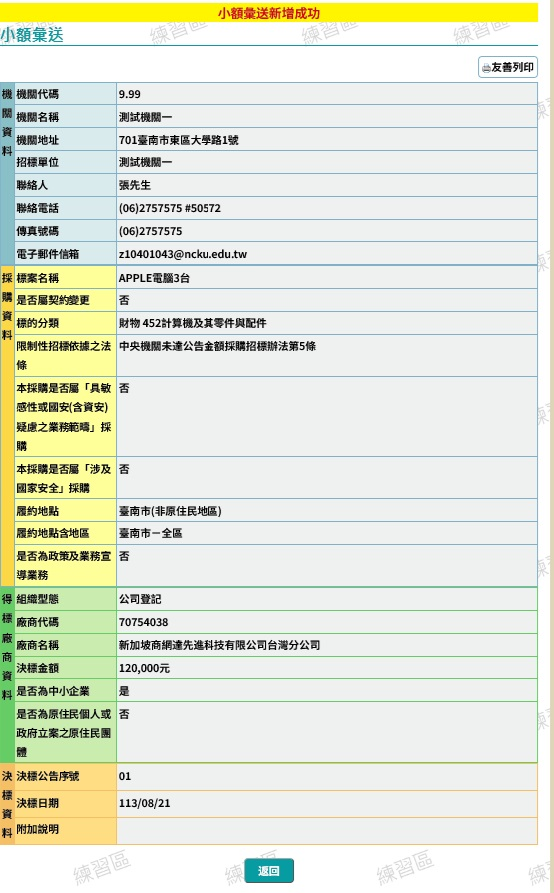 小額彙送新增成功
小額彙送
友善列印
機關資料
機關代碼 9.99
機關名稱 測試機關一
機關地址 701臺南市東區大學路1號
招標單位 測試機關一
聯絡人 張先生
聯絡電話 (06)2757575 #50572
傳真號碼 (06)2757575
電子郵件信箱 z10401043@ncku.edu.tw
採購資料
標案名稱 APPLE電腦3台
是否屬契約變更 否
標的分類 財物 452計算機及其零件與配件
限制性招標依據之法 中央機關未達公告金額採購招標辦法第5條
條
本採購是否屬「具敏 否
感性或國安(含資安)
疑慮之業務範疇」採
購
本採購是否屬「涉及 否
國家安全」採購
履約地點 臺南市(非原住民地區)
履約地點含地區 臺南市－全區
是否為政策及業務宣 否
導業務
得標廠商資料
組織型態 公司登記
廠商代碼 70754038
廠商名稱 新加坡商網達先進科技有限公司台灣分公司
決標金額 120,000元
是否為中小企業 是
是否為原住民個人或 否
政府立案之原住民團
體
決標資料
決標公告序號 01
決標日期 113/08/21
附加說明
返回
練習區